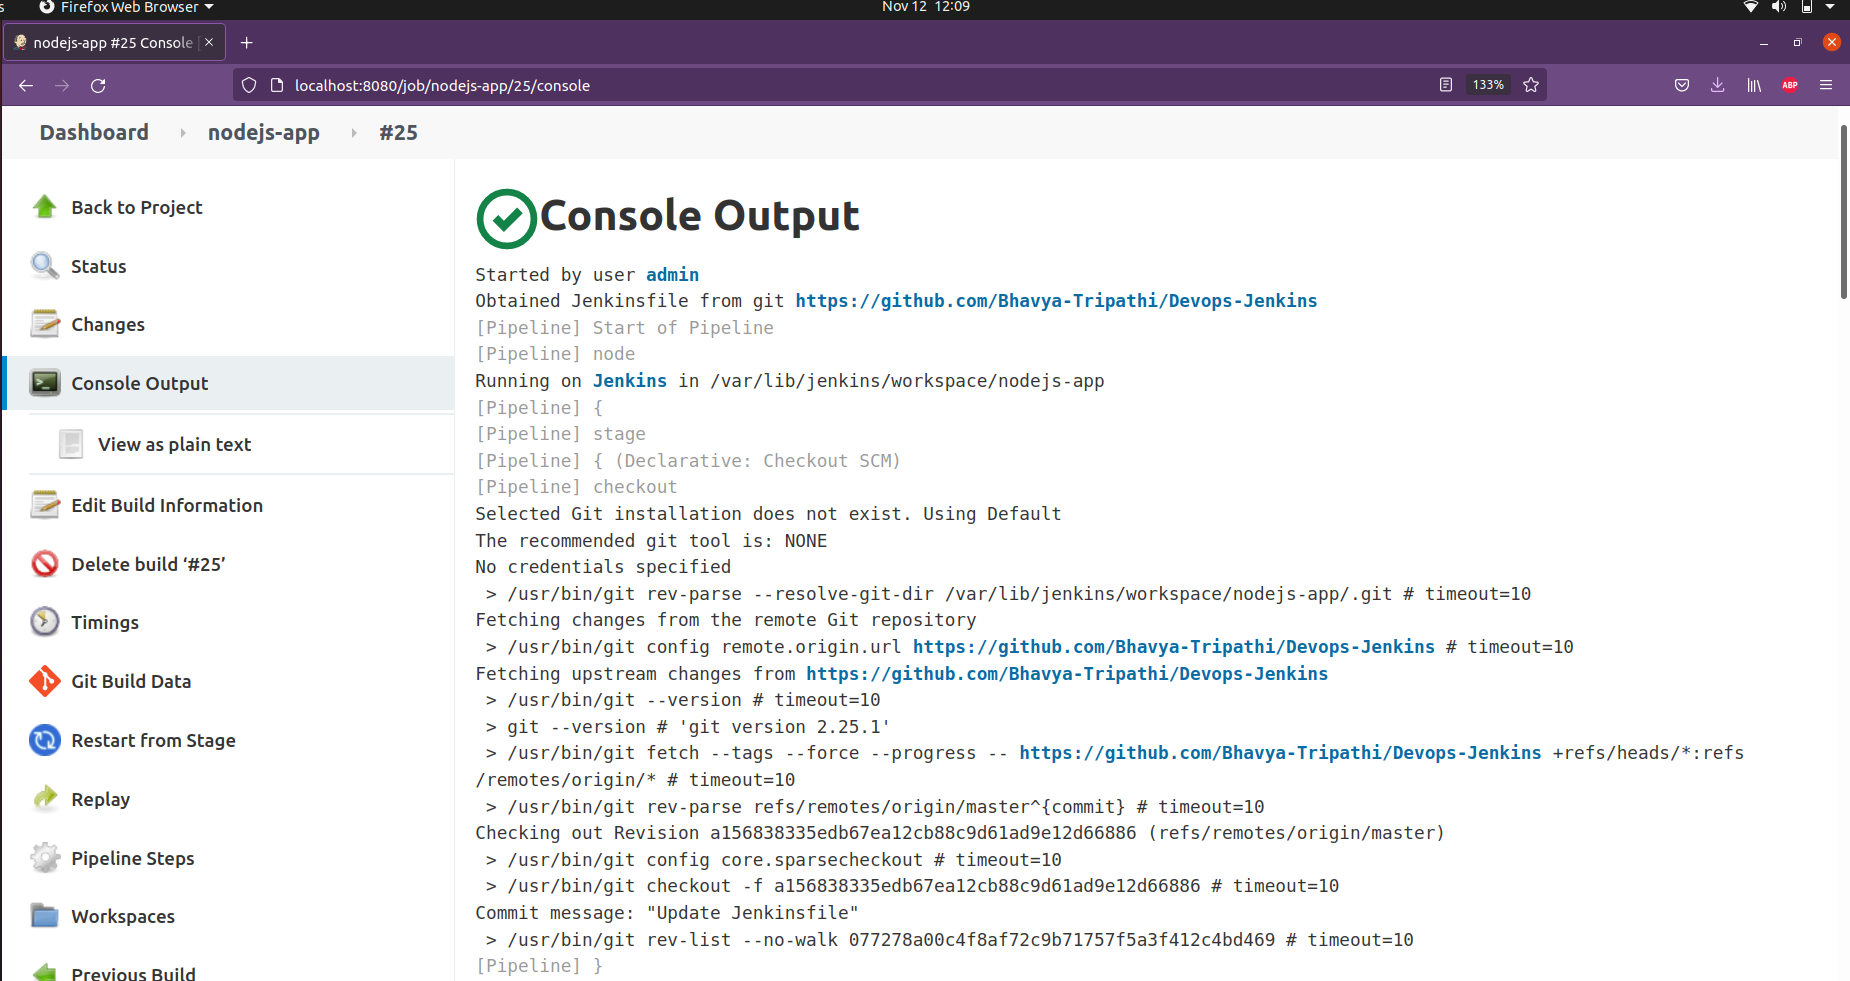 s
Firefox Web Browser
Nov 12 12:09
nodejs-app #25 Console [
localhost:8080/job/nodejs-app/25/console
133%
ABP
Dashboard
nodejs-app
#25
Back to Project
Status
Changes
Console Output
View as plain text
Edit Build Information
Delete build ‘#25’
Timings
Git Build Data
Restart from Stage
Replay
Pipeline Steps
Workspaces
Previous Build
Console Output
Started by user admin
Obtained Jenkinsfile from git https://github.com/Bhavya-Tripathi/Devops-Jenkins
[Pipeline] Start of Pipeline
[Pipeline] node
Running on Jenkins in /var/lib/jenkins/workspace/nodejs-app
[Pipeline] {
[Pipeline] stage
[Pipeline] { (Declarative: Checkout SCM)
[Pipeline] checkout
Selected Git installation does not exist. Using Default
The recommended git tool is: NONE
No credentials specified
> /usr/bin/git rev-parse --resolve-git-dir /var/lib/jenkins/workspace/nodejs-app/.git # timeout=10
Fetching changes from the remote Git repository
> /usr/bin/git config remote.origin.url https://github.com/Bhavya-Tripathi/Devops-Jenkins # timeout=10
Fetching upstream changes from https://github.com/Bhavya-Tripathi/Devops-Jenkins
> /usr/bin/git --version # timeout=10
> git --version # 'git version 2.25.1'
> /usr/bin/git fetch --tags --force --progress -- https://github.com/Bhavya-Tripathi/Devops-Jenkins +refs/heads/*:refs
/remotes/origin/* # timeout=10
> /usr/bin/git rev-parse refs/remotes/origin/master^{commit} # timeout=10
Checking out Revision a156838335edb67ea12cb88c9d61ad9e12d66886 (refs/remotes/origin/master)
> /usr/bin/git config core.sparsecheckout # timeout=10
> /usr/bin/git checkout -f a156838335edb67ea12cb88c9d61ad9e12d66886 # timeout=10
Commit message: "Update Jenkinsfile"
> /usr/bin/git rev-list --no-walk 077278a00c4f8af72c9b71757f5a3f412c4bd469 # timeout=10
[Pipeline] }